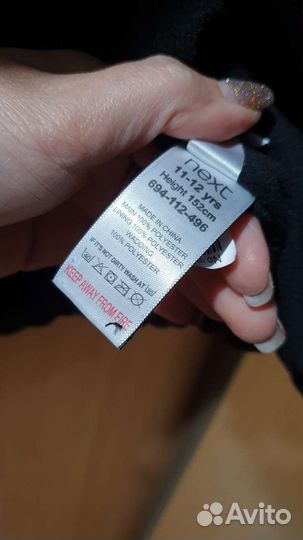 next
11-12 yrs
Height 152cm
694-112-496
MADE IN CHINA
MAIN 100% POLYESTER
LINING 100% POLYESTER
WADDING
100% POLYESTER
IF IT'S NOT DIRTY WASH AT 30°
KEEP AWAY FROM FIRE
Avito